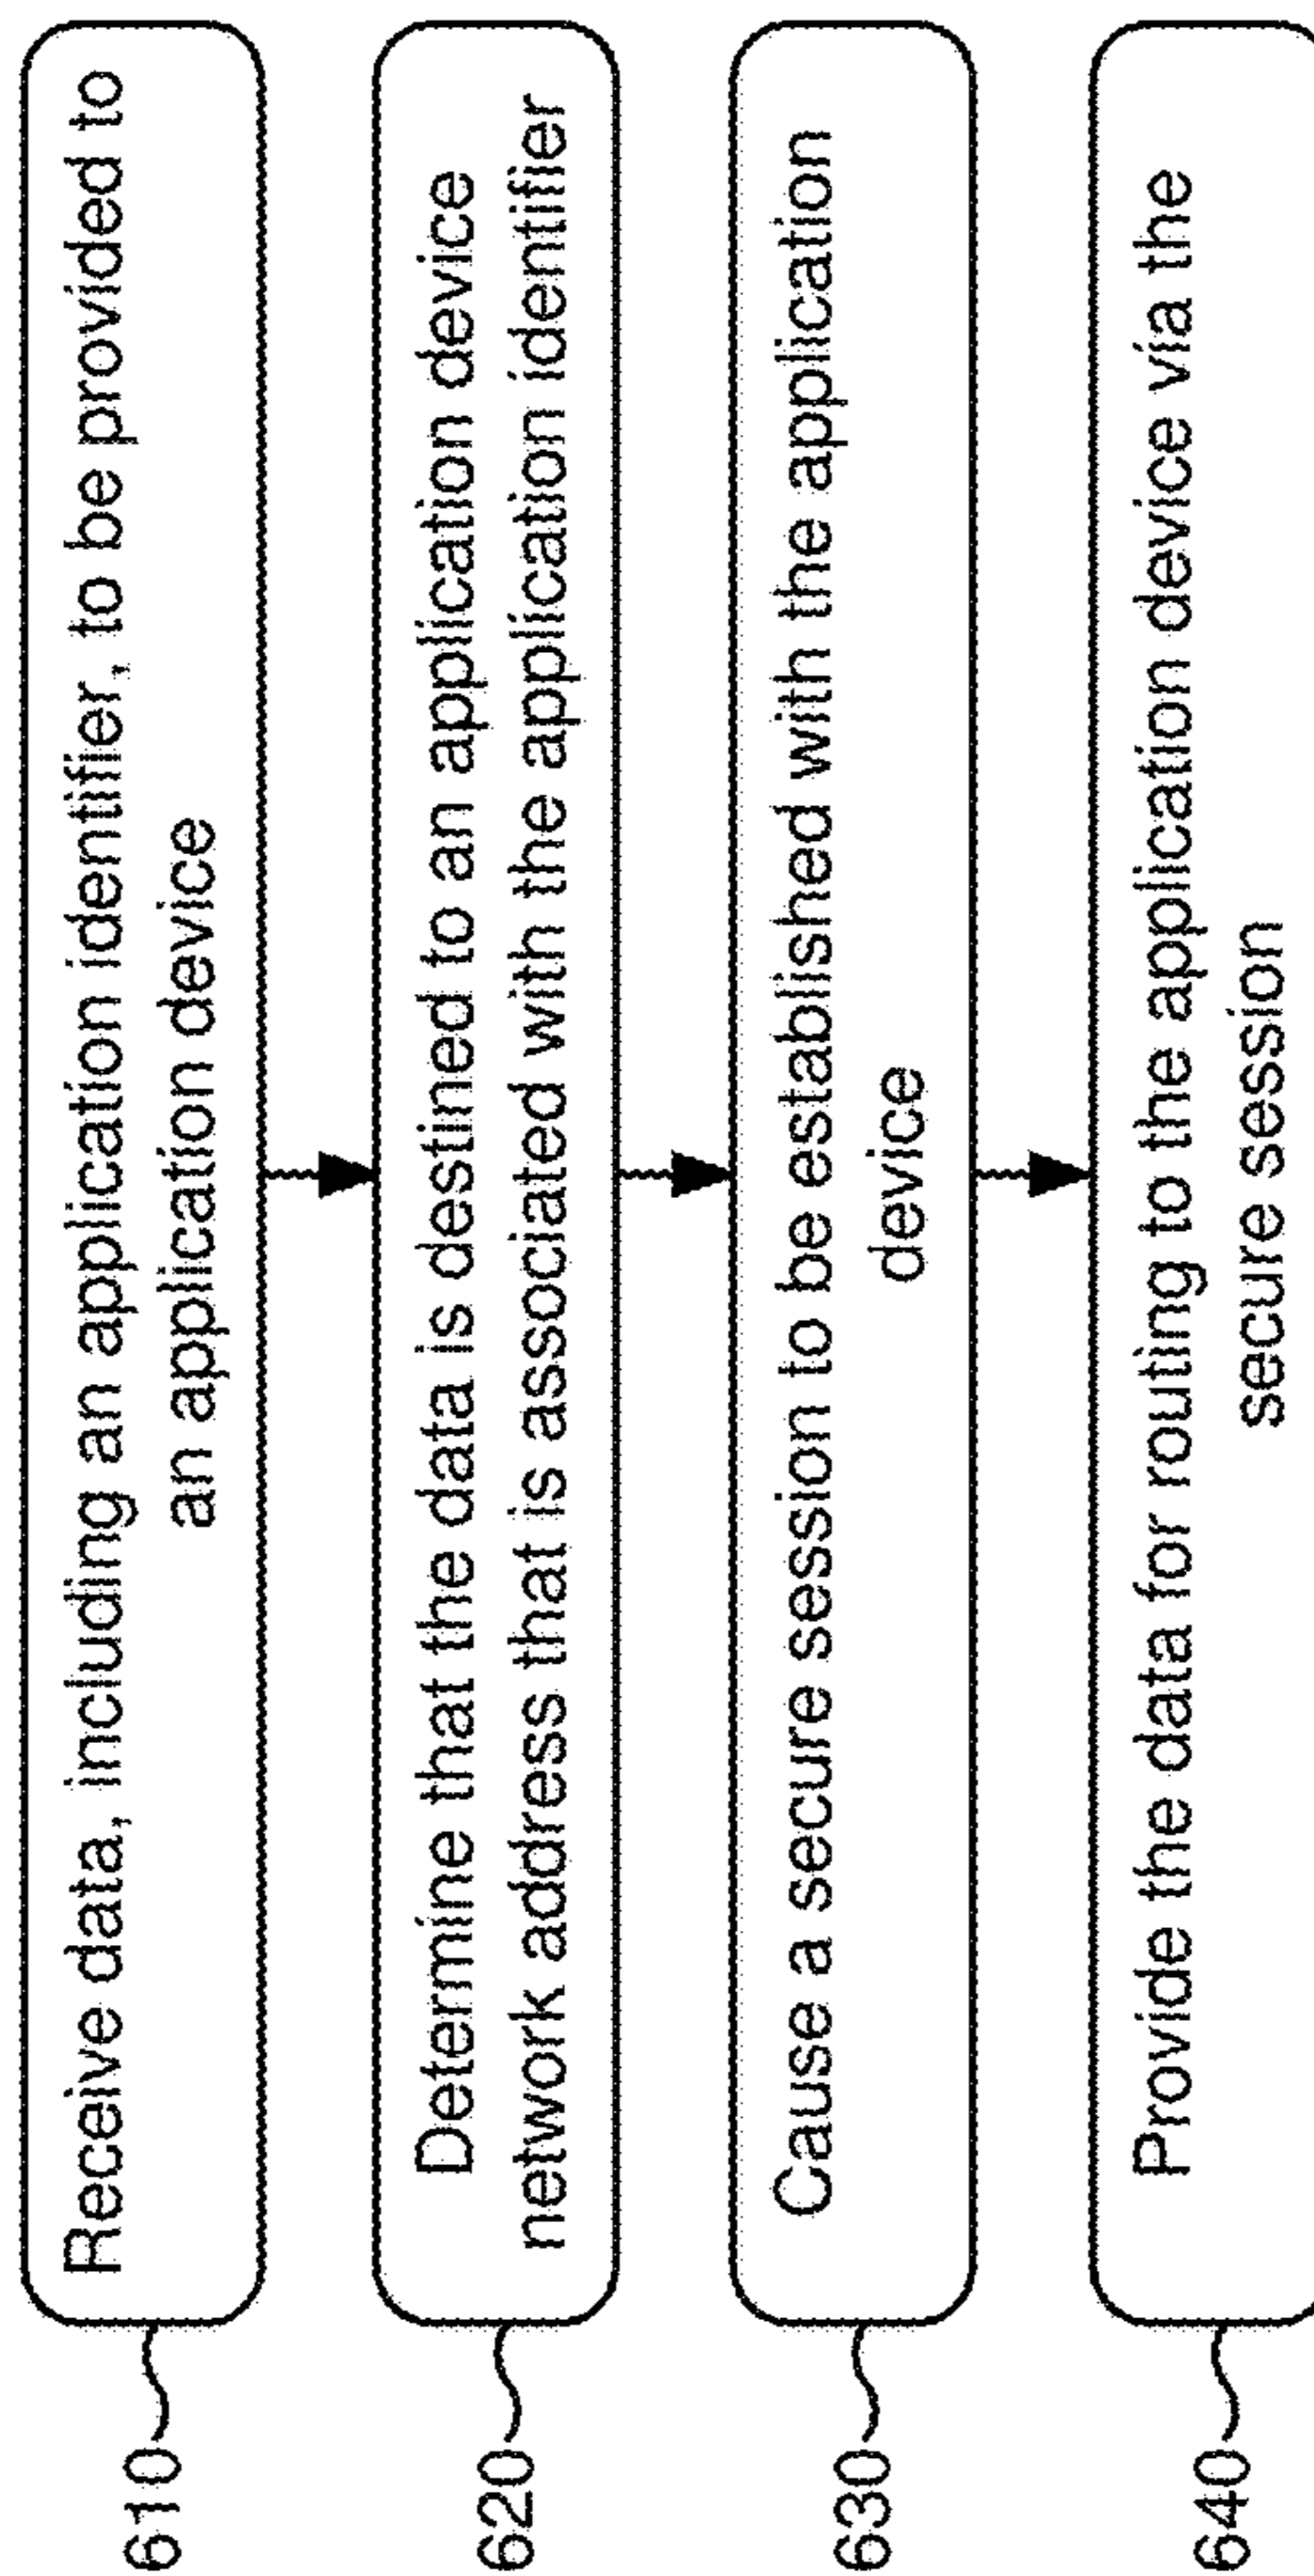 610
Receive data, including an application identifier, to be provided to
an application device
620
Determine that the data is destined to an application device
network address that is associated with the application identifier
630
Cause a secure session to be established with the application
device
640
Provide the data for routing to the application device via the
secure session